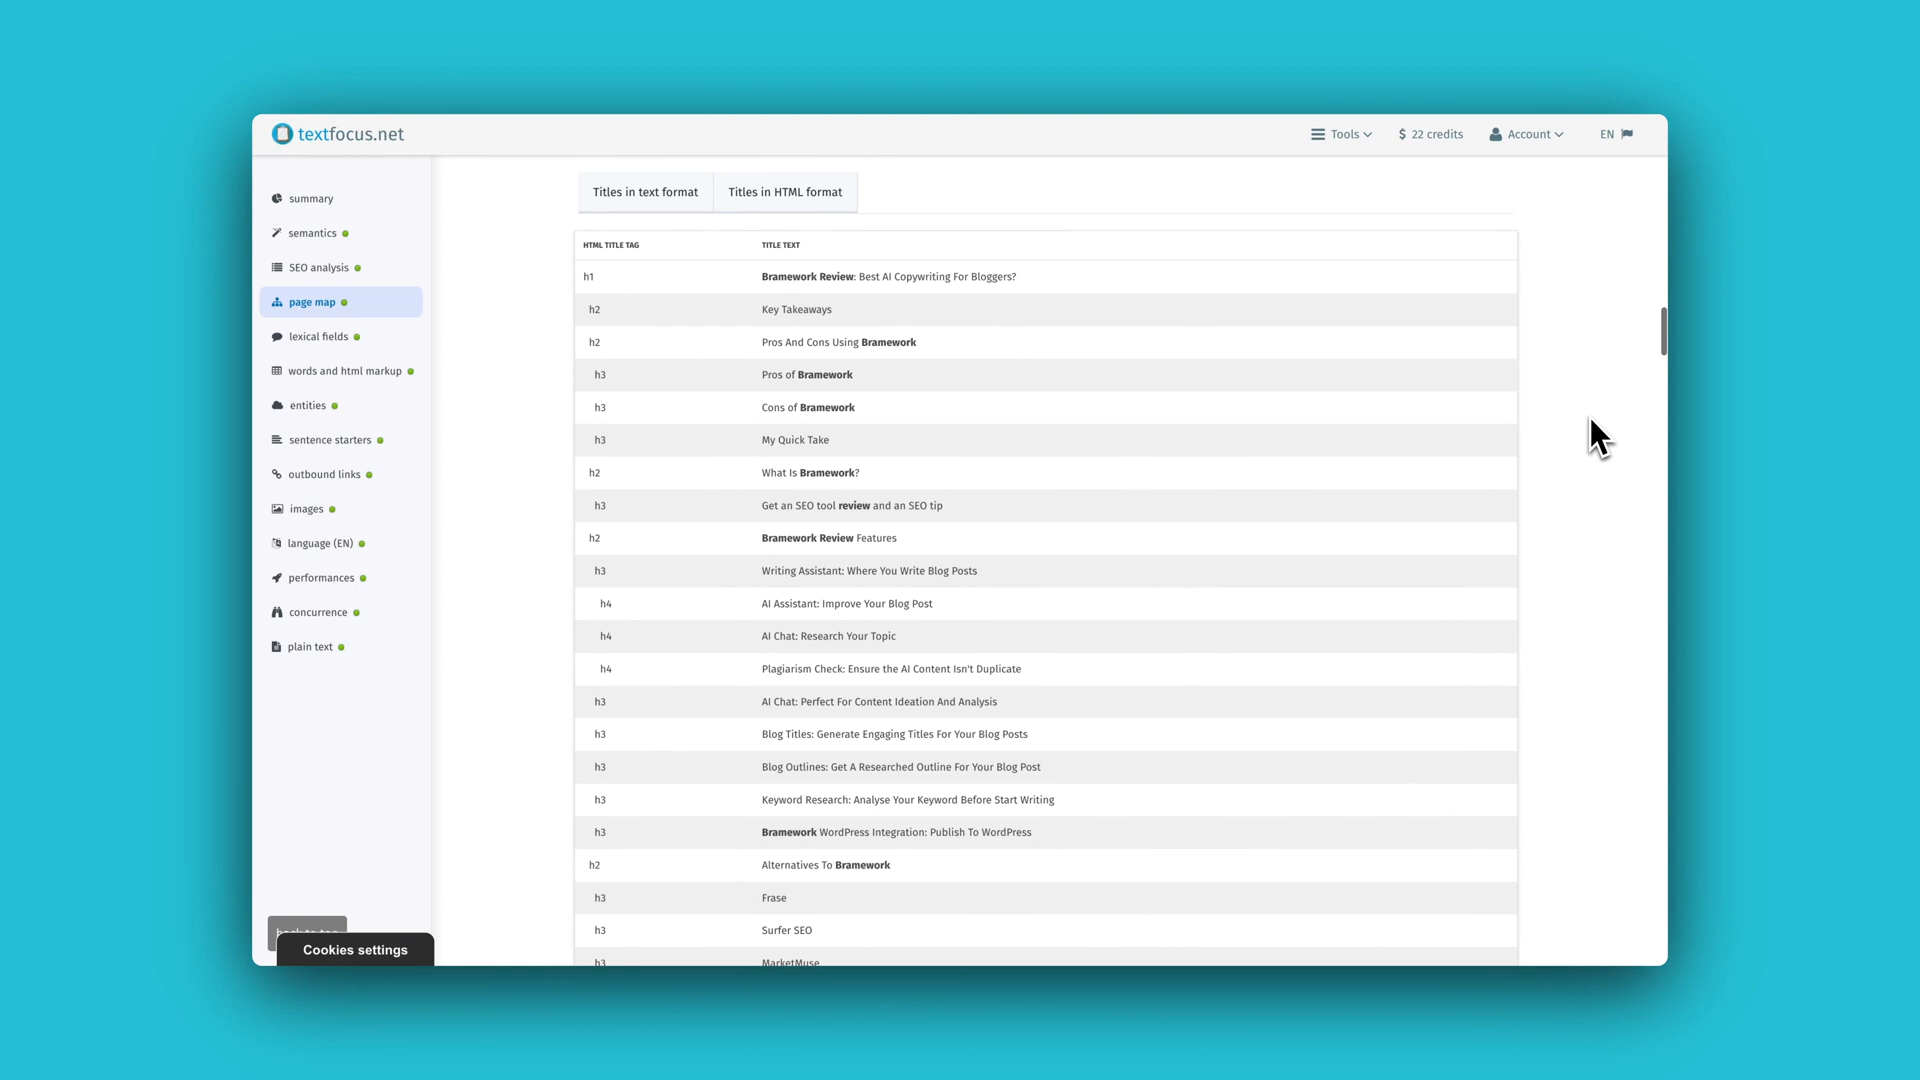 textfocus.net
Tools
$ 22 credits
Account
EN
summary
semantics
SEO analysis
page map
lexical fields
words and html markup
entities
sentence starters
outbound links
images
language (EN)
performances
concurrence
plain text
Cookies settings
Titles in text format
Titles in HTML format
HTML TITLE TAG TITLE TEXT
h1 Bramework Review: Best AI Copywriting For Bloggers?
h2 Key Takeaways
h2 Pros And Cons Using Bramework
h3 Pros of Bramework
h3 Cons of Bramework
h3 My Quick Take
h2 What Is Bramework?
h3 Get an SEO tool review and an SEO tip
h2 Bramework Review Features
h3 Writing Assistant: Where You Write Blog Posts
h4 AI Assistant: Improve Your Blog Post
h4 AI Chat: Research Your Topic
h4 Plagiarism Check: Ensure the AI Content Isn't Duplicate
h3 AI Chat: Perfect For Content Ideation And Analysis
h3 Blog Titles: Generate Engaging Titles For Your Blog Posts
h3 Blog Outlines: Get A Researched Outline For Your Blog Post
h3 Keyword Research: Analyse Your Keyword Before Start Writing
h3 Bramework WordPress Integration: Publish To WordPress
h2 Alternatives To Bramework
h3 Frase
h3 Surfer SEO
h3 MarketMuse